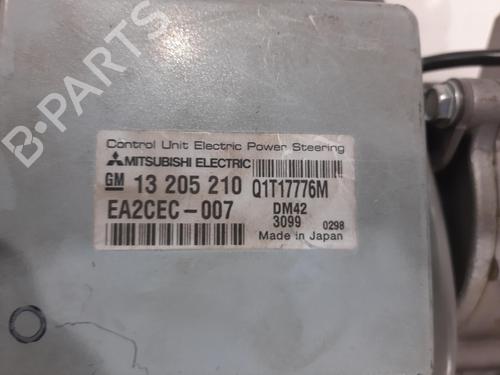 B-PARTS
Control Unit Electric Power Steering
MITSUBISHI ELECTRIC
GM 13 205 210 Q1T17776M
EA2CEC-007 DM42
3099 0298
Made in Japan